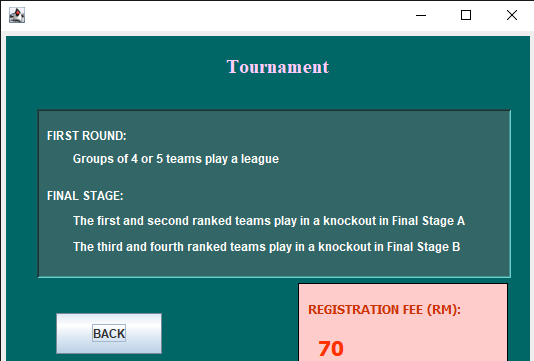 Tournament
FIRST ROUND:
Groups of 4 or 5 teams play a league
FINAL STAGE:
The first and second ranked teams play in a knockout in Final Stage A
The third and fourth ranked teams play in a knockout in Final Stage B
BACK
REGISTRATION FEE (RM):
70